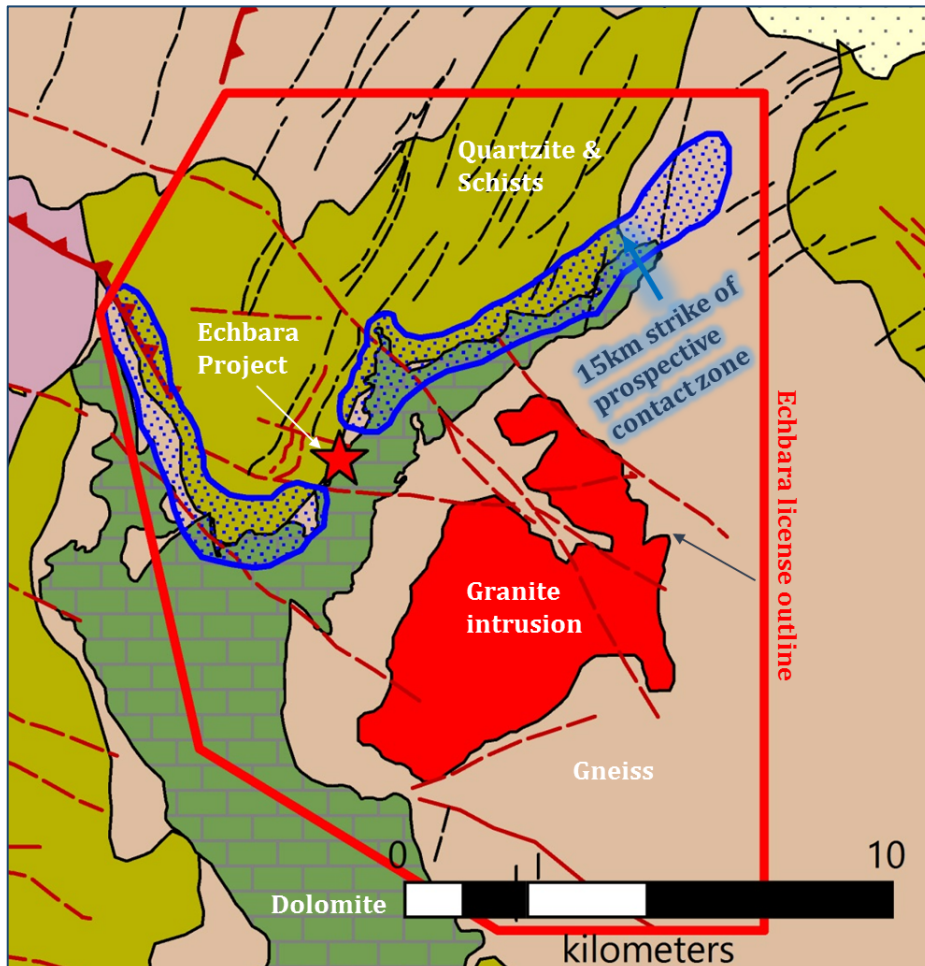 Quartzite &
Schists
Echbara
Project
15km strike of
prospective
contact zone
Echbara license outline
Granite
intrusion
Gneiss
0 10
Dolomite
kilometers